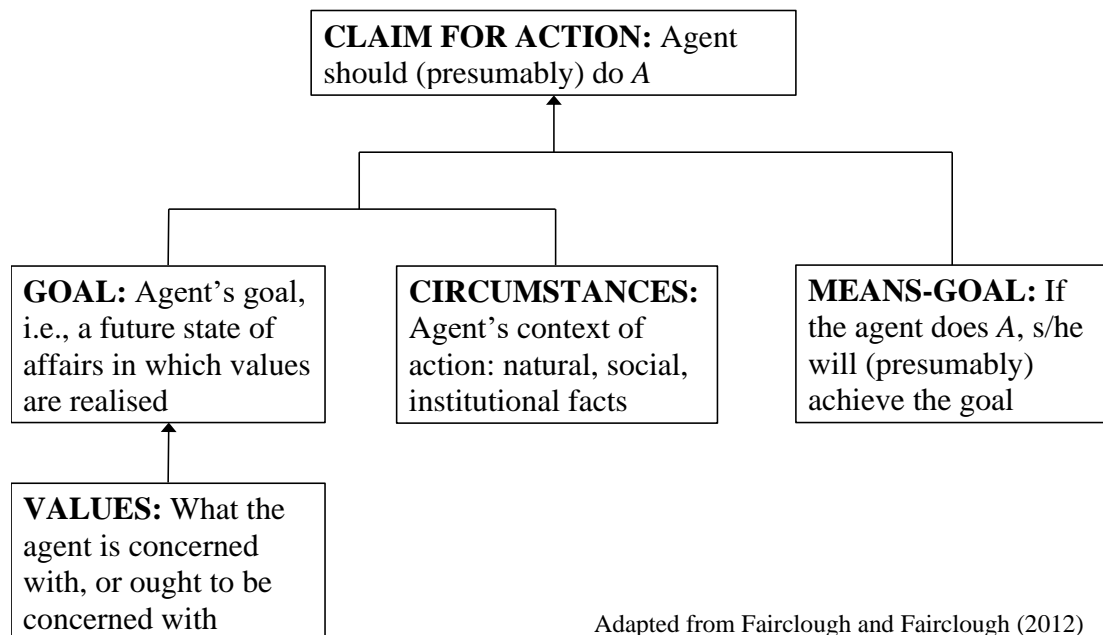 CLAIM FOR ACTION: Agent
should (presumably) do A
GOAL: Agent’s goal,
i.e., a future state of
affairs in which values
are realised
CIRCUMSTANCES:
Agent’s context of
action: natural, social,
institutional facts
MEANS-GOAL: If
the agent does A, s/he
will (presumably)
achieve the goal
VALUES: What the
agent is concerned
with, or ought to be
concerned with
Adapted from Fairclough and Fairclough (2012)